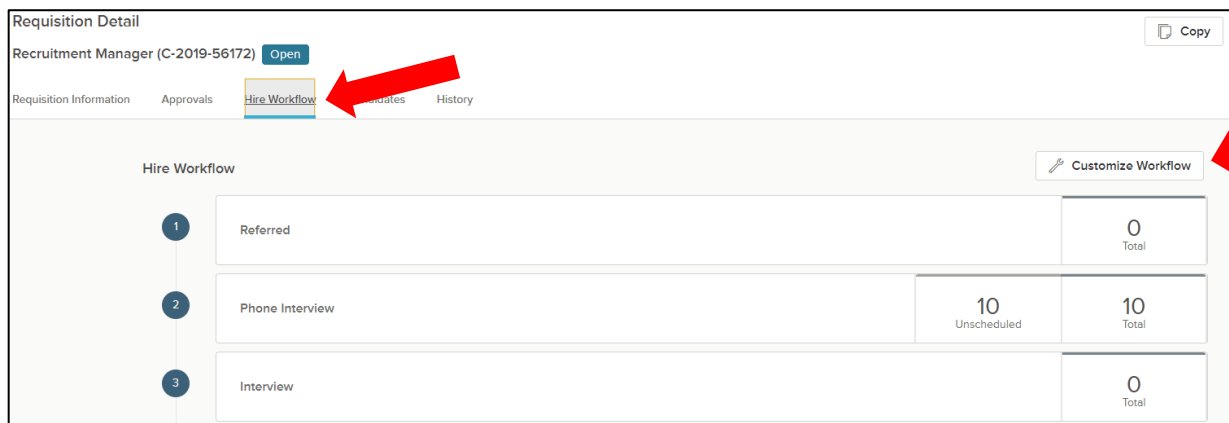 Requisition Detail
Copy
Recruitment Manager (C-2019-56172) Open
Requisition Information Approvals Hire Workflow History
Hire Workflow
Customize Workflow
1 Referred 0
Total
2 Phone Interview 10 10
Unscheduled Total
3 Interview 0
Total